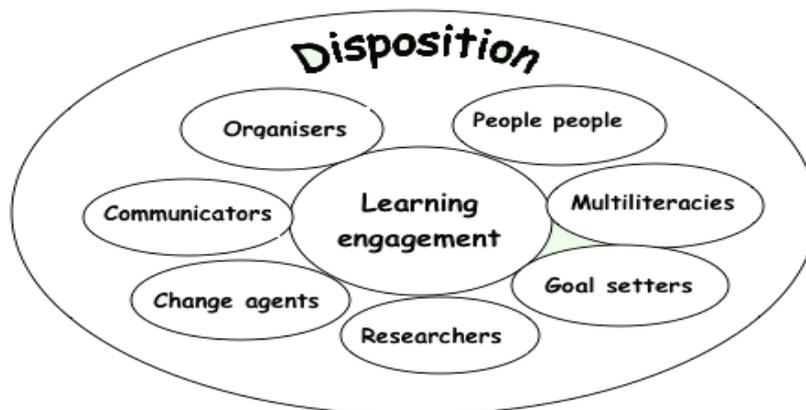 Disposition
Organisers
People people
Communicators
Learning
engagement
Multiliteracies
Change agents
Goal setters
Researchers